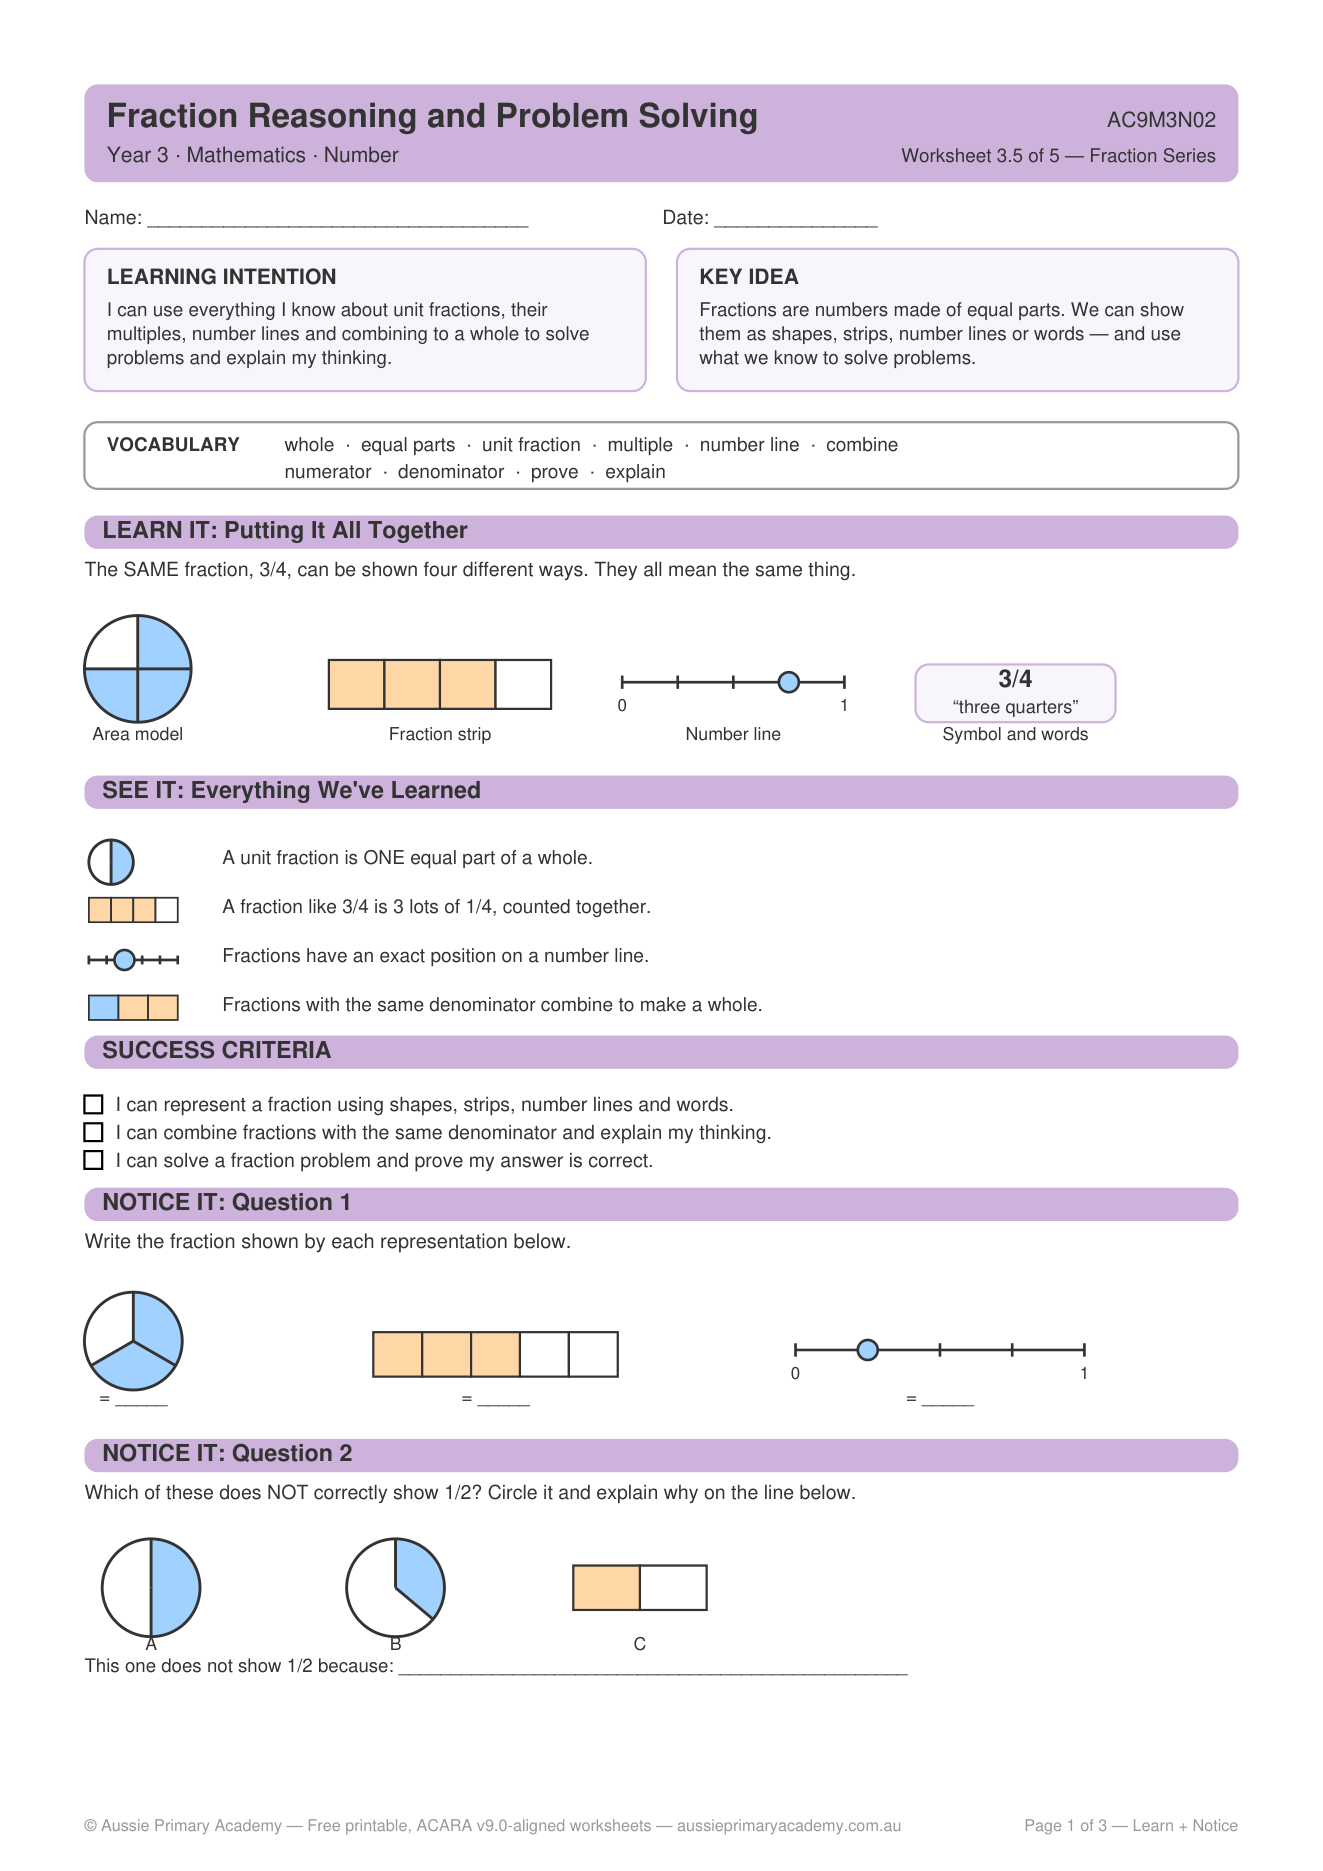 Fraction Reasoning and Problem Solving
AC9M3N02
Year 3 · Mathematics · Number
Worksheet 3.5 of 5 — Fraction Series
Name: ___________________________________
Date: _______________
LEARNING INTENTION
I can use everything I know about unit fractions, their
multiples, number lines and combining to a whole to solve
problems and explain my thinking.
KEY IDEA
Fractions are numbers made of equal parts. We can show
them as shapes, strips, number lines or words — and use
what we know to solve problems.
VOCABULARY
whole · equal parts · unit fraction · multiple · number line · combine
numerator · denominator · prove · explain
LEARN IT: Putting It All Together
The SAME fraction, 3/4, can be shown four different ways. They all mean the same thing.
0
1
3/4
“three quarters”
Area model
Fraction strip
Number line
Symbol and words
SEE IT: Everything We've Learned
A unit fraction is ONE equal part of a whole.
A fraction like 3/4 is 3 lots of 1/4, counted together.
Fractions have an exact position on a number line.
Fractions with the same denominator combine to make a whole.
SUCCESS CRITERIA
I can represent a fraction using shapes, strips, number lines and words.
I can combine fractions with the same denominator and explain my thinking.
I can solve a fraction problem and prove my answer is correct.
NOTICE IT: Question 1
Write the fraction shown by each representation below.
0
1
= _____
= _____
= _____
NOTICE IT: Question 2
Which of these does NOT correctly show 1/2? Circle it and explain why on the line below.
A
B
C
This one does not show 1/2 because: _______________________________________________
© Aussie Primary Academy — Free printable, ACARA v9.0-aligned worksheets — aussieprimaryacademy.com.au
Page 1 of 3 — Learn + Notice